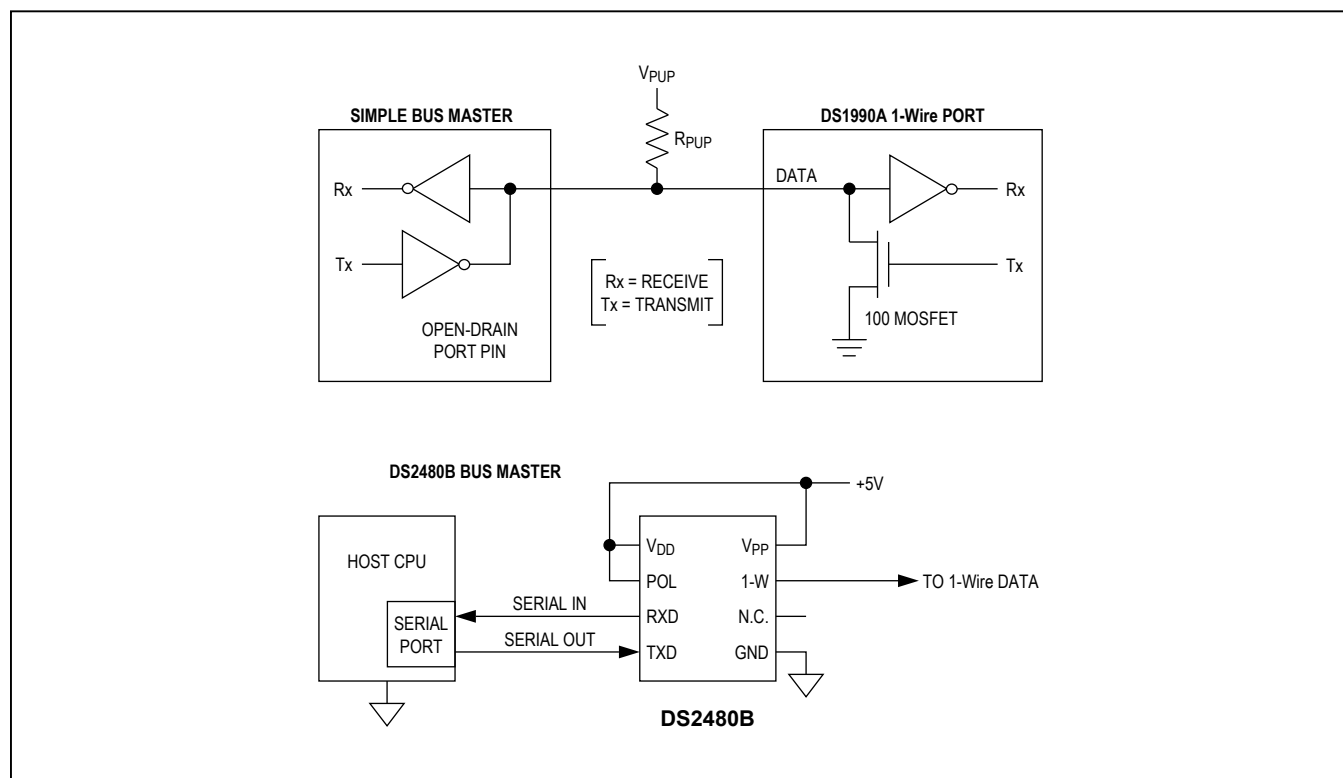 VPUP
SIMPLE BUS MASTER
DS1990A 1-Wire PORT
RPUP
DATA
Rx
Rx
Tx
Tx
Rx = RECEIVE
Tx = TRANSMIT
OPEN-DRAIN
PORT PIN
100 MOSFET
DS2480B BUS MASTER
+5V
HOST CPU
VDD
VPP
POL
1-W
TO 1-Wire DATA
SERIAL IN
RXD
N.C.
SERIAL
PORT
SERIAL OUT
TXD
GND
DS2480B